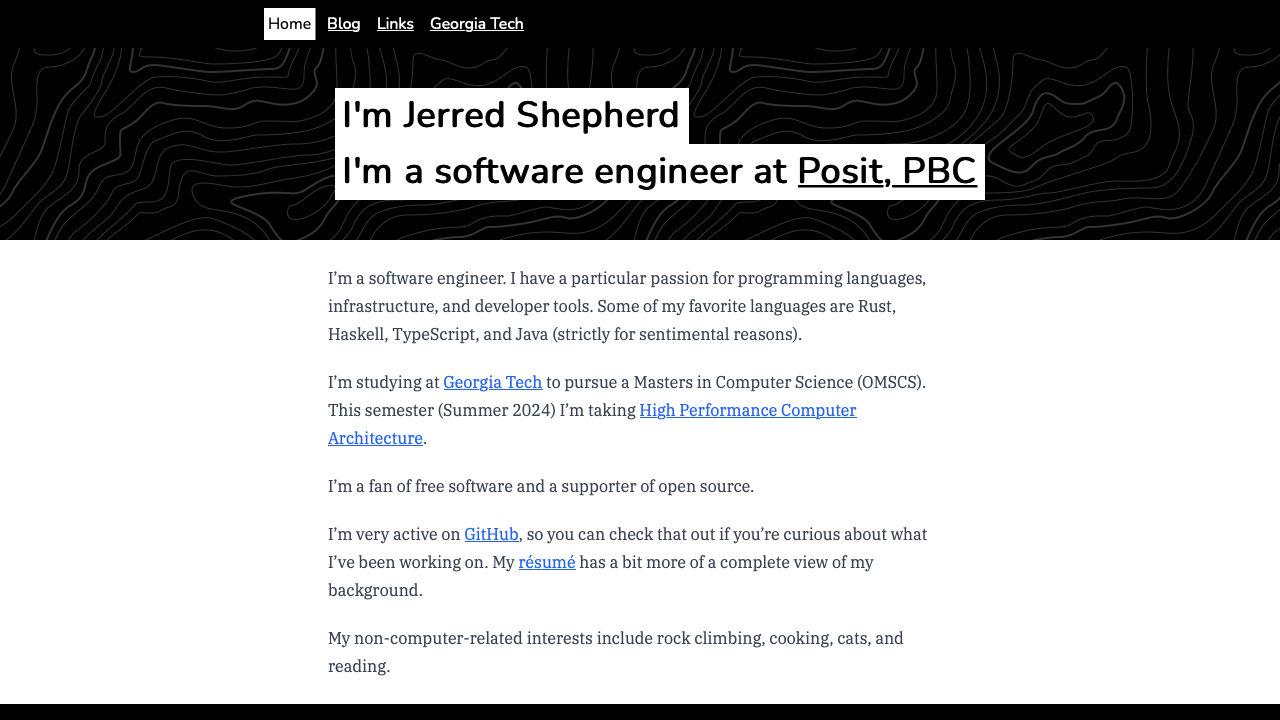 Home Blog Links Georgia Tech
I'm Jerred Shepherd
I'm a software engineer at Posit, PBC
I’m a software engineer. I have a particular passion for programming languages,
infrastructure, and developer tools. Some of my favorite languages are Rust,
Haskell, TypeScript, and Java (strictly for sentimental reasons).
I’m studying at Georgia Tech to pursue a Masters in Computer Science (OMSCS).
This semester (Summer 2024) I’m taking High Performance Computer
Architecture.
I’m a fan of free software and a supporter of open source.
I’m very active on GitHub, so you can check that out if you’re curious about what
I’ve been working on. My résumé has a bit more of a complete view of my
background.
My non-computer-related interests include rock climbing, cooking, cats, and
reading.